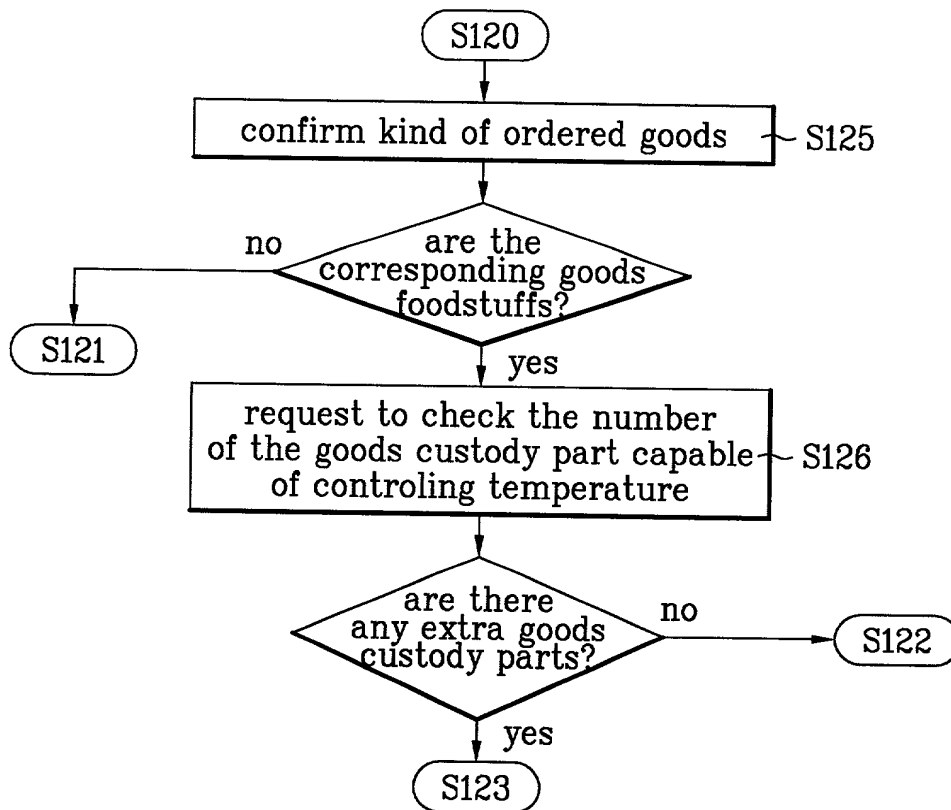 S120
confirm kind of ordered goods
S125
no
are the
corresponding goods
foodstuffs?
S121
yes
request to check the number
of the goods custody part capable
of controling temperature
S126
are there
any extra goods
custody parts?
no
S122
yes
S123